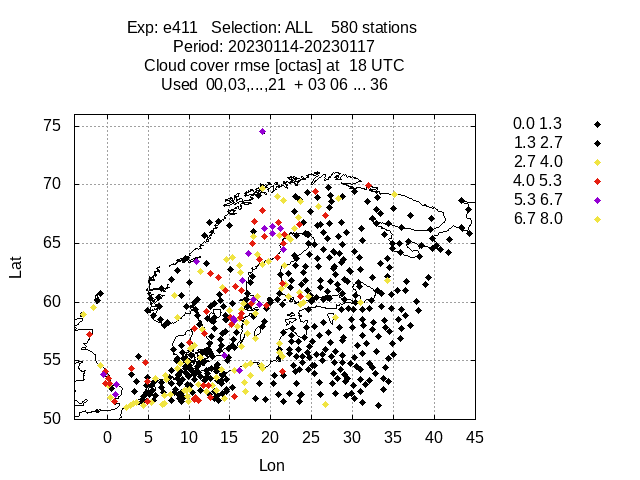 Exp: e411 Selection: ALL 580 stations
Period: 20230114-20230117
Cloud cover rmse [octas] at 18 UTC
Used 00,03,...,21 + 03 06 ... 36
75
70
65
60
55
50
Lat
0 5 10 15 20 25 30 35 40 45
Lon
0.0 1.3
1.3 2.7
2.7 4.0
4.0 5.3
5.3 6.7
6.7 8.0